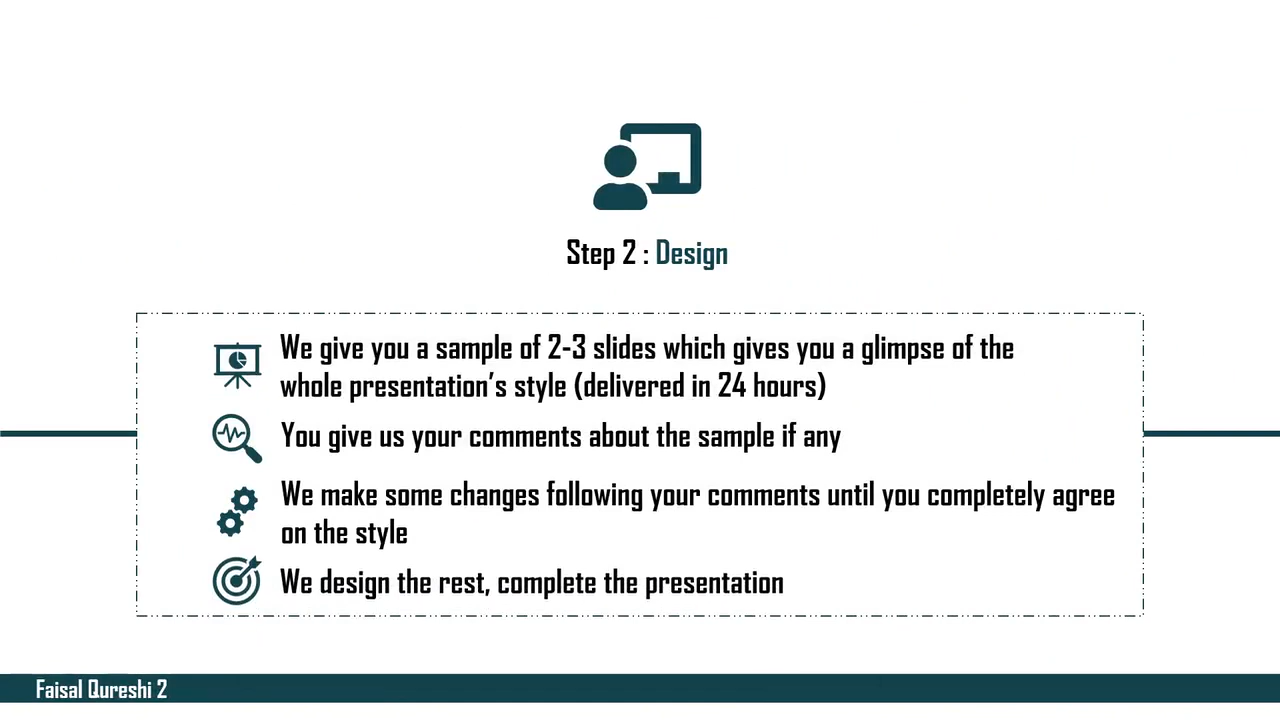 Step 2 : Design
We give you a sample of 2-3 slides which gives you a glimpse of the
whole presentation’s style (delivered in 24 hours)
You give us your comments about the sample if any
We make some changes following your comments until you completely agree
on the style
We design the rest, complete the presentation
Faisal Qureshi 2